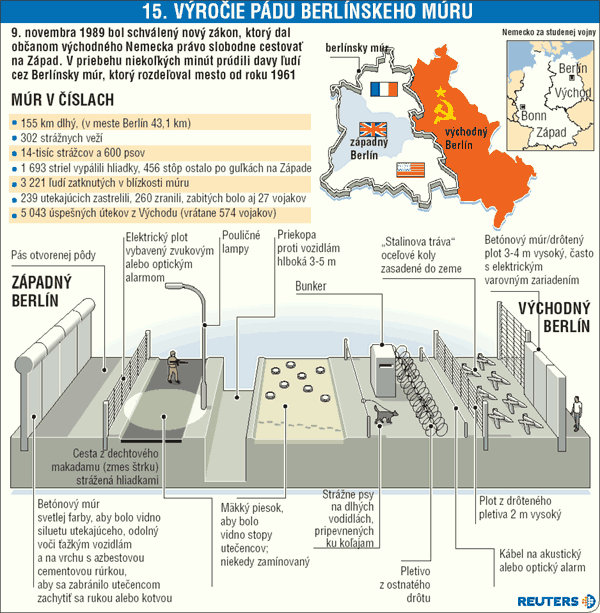 15. VÝROČIE PÁDU BERLÍNSKEHO MÚRU
9. novembra 1989 bol schválený nový zákon, ktorý dal
občanom východného Nemecka právo slobodne cestovať
na Západ. V priebehu niekoľkých minút prúdili davy ľudí
cez Berlínsky múr, ktorý rozdeľoval mesto od roku 1961
MÚR V ČÍSLACH
155 km dlhý, (v meste Berlín 43,1 km)
302 strážnych veží
14-tisíc strážcov a 600 psov
1 693 striel vypálili hliadky, 456 stôp ostalo po guľkách na Západe
3 221 ľudí zatknutých v blízkosti múru
239 utekajúcich zastrelili, 260 zranili, zabitých bolo aj 27 vojakov
5 043 úspešných útekov z Východu (vrátane 574 vojakov)
berlínsky múr
západný
Berlín
východný
Berlín
Nemecko za studenej vojny
Berlín
Východ
Bonn
Západ
Pás otvorenej pôdy
Elektrický plot
vybavený zvukovým
alebo optickým
alarmom
Pouličné
lampy
Priekopa
proti vozidlám
hlboká 3-5 m
Bunker
„Stalinova tráva“
oceľové koly
zasadené do zeme
Betónový múr/drôtený
plot 3-4 m vysoký, často
s elektrickým
varovným zariadením
ZÁPADNÝ
BERLÍN
VÝCHODNÝ
BERLÍN
Cesta z dechtového
makadamu (zmes štrku)
strážená hliadkami
Betónový múr
svetlej farby, aby bolo vidno
siluetu utekajúceho, odolný
voči ťažkým vozidlám
a na vrchu s azbestovou
cementovou rúrkou,
aby sa zabránilo utečencom
zachytiť sa rukou alebo kotvou
Mäkký piesok,
aby bolo
vidno stopy
utečencov;
niekedy zamínovaný
Strážne psy
na dlhých
vodidlách,
pripevnených
ku koľajam
Pletivo
z ostnatého
drôtu
Plot z drôteného
pletiva 2 m vysoký
Kábel na akustický
alebo optický alarm
REUTERS